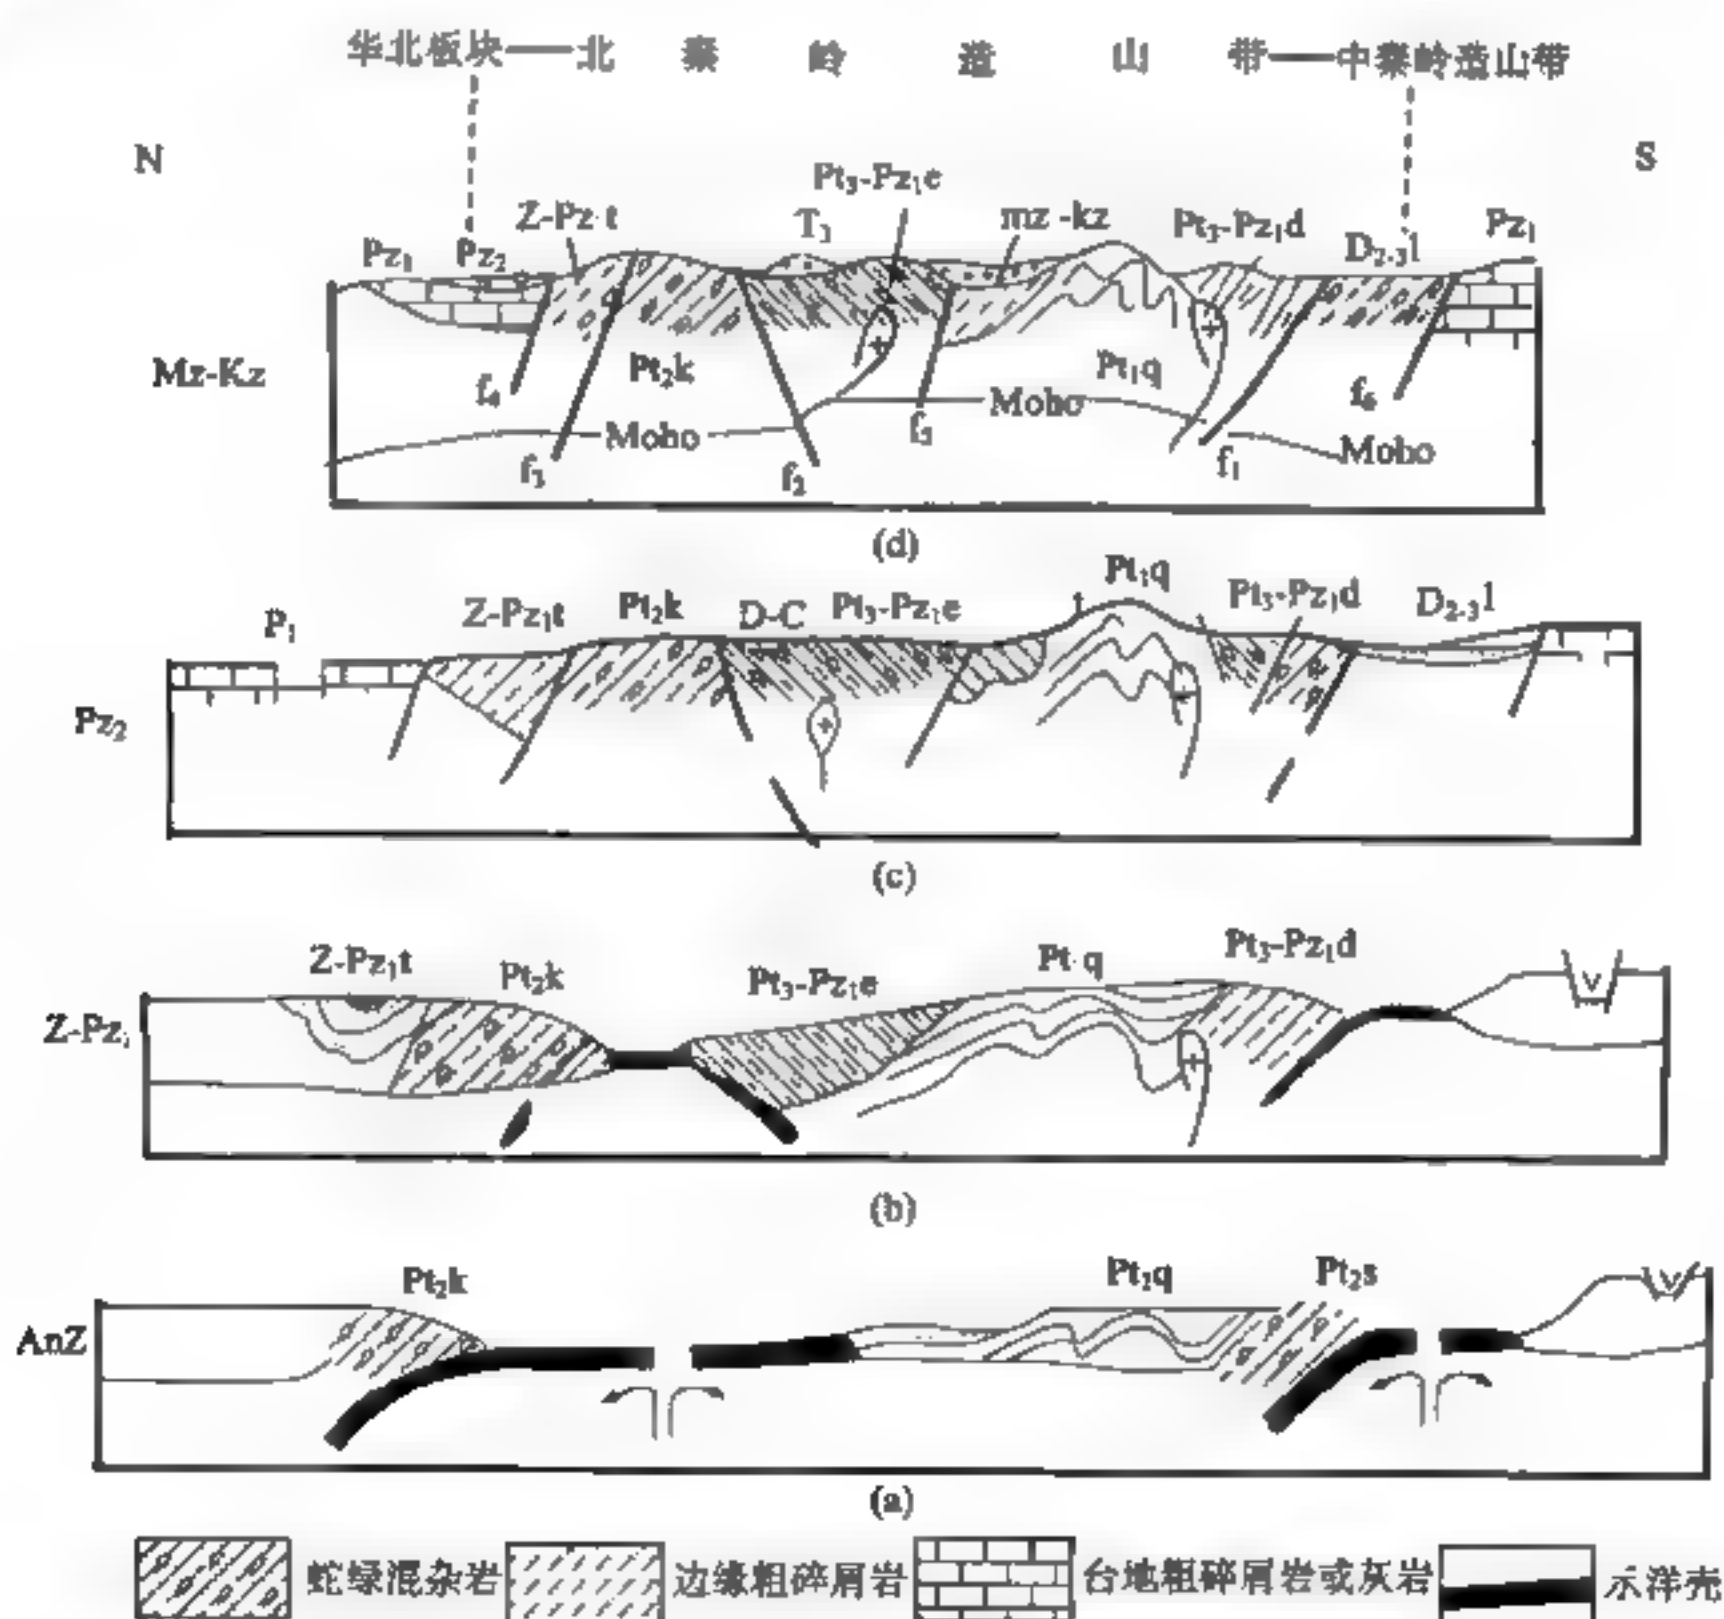 华北板块——北秦岭造山带——中秦岭造山带
N S
Pt₃-Pz₁e
Z-Pz t T₃ mz-kz Pt₃-Pz₁d
Pz₁ Pz₂ D₂₋₃l Pz₁
Mz-Kz Pt₂k Pt₁q
f₄ Moho f₆
Moho f₅ Moho
f₃ f₂ f₁
(d)
Pt₁q
P₁ Z-Pz₁t Pt₂k D-C Pt₃-Pz₁e Pt₃-Pz₁d D₂₋₃l
Pz₂
(c)
Z-Pz₁t Pt₂k Pt₃-Pz₁e Pt q Pt₃-Pz₁d
V
Z-Pz₁
(b)
Pt₂k Pt₂q Pt₂s V
AnZ
(a)
蛇绿混杂岩 边缘粗碎屑岩 台地粗碎屑岩或灰岩 示洋壳